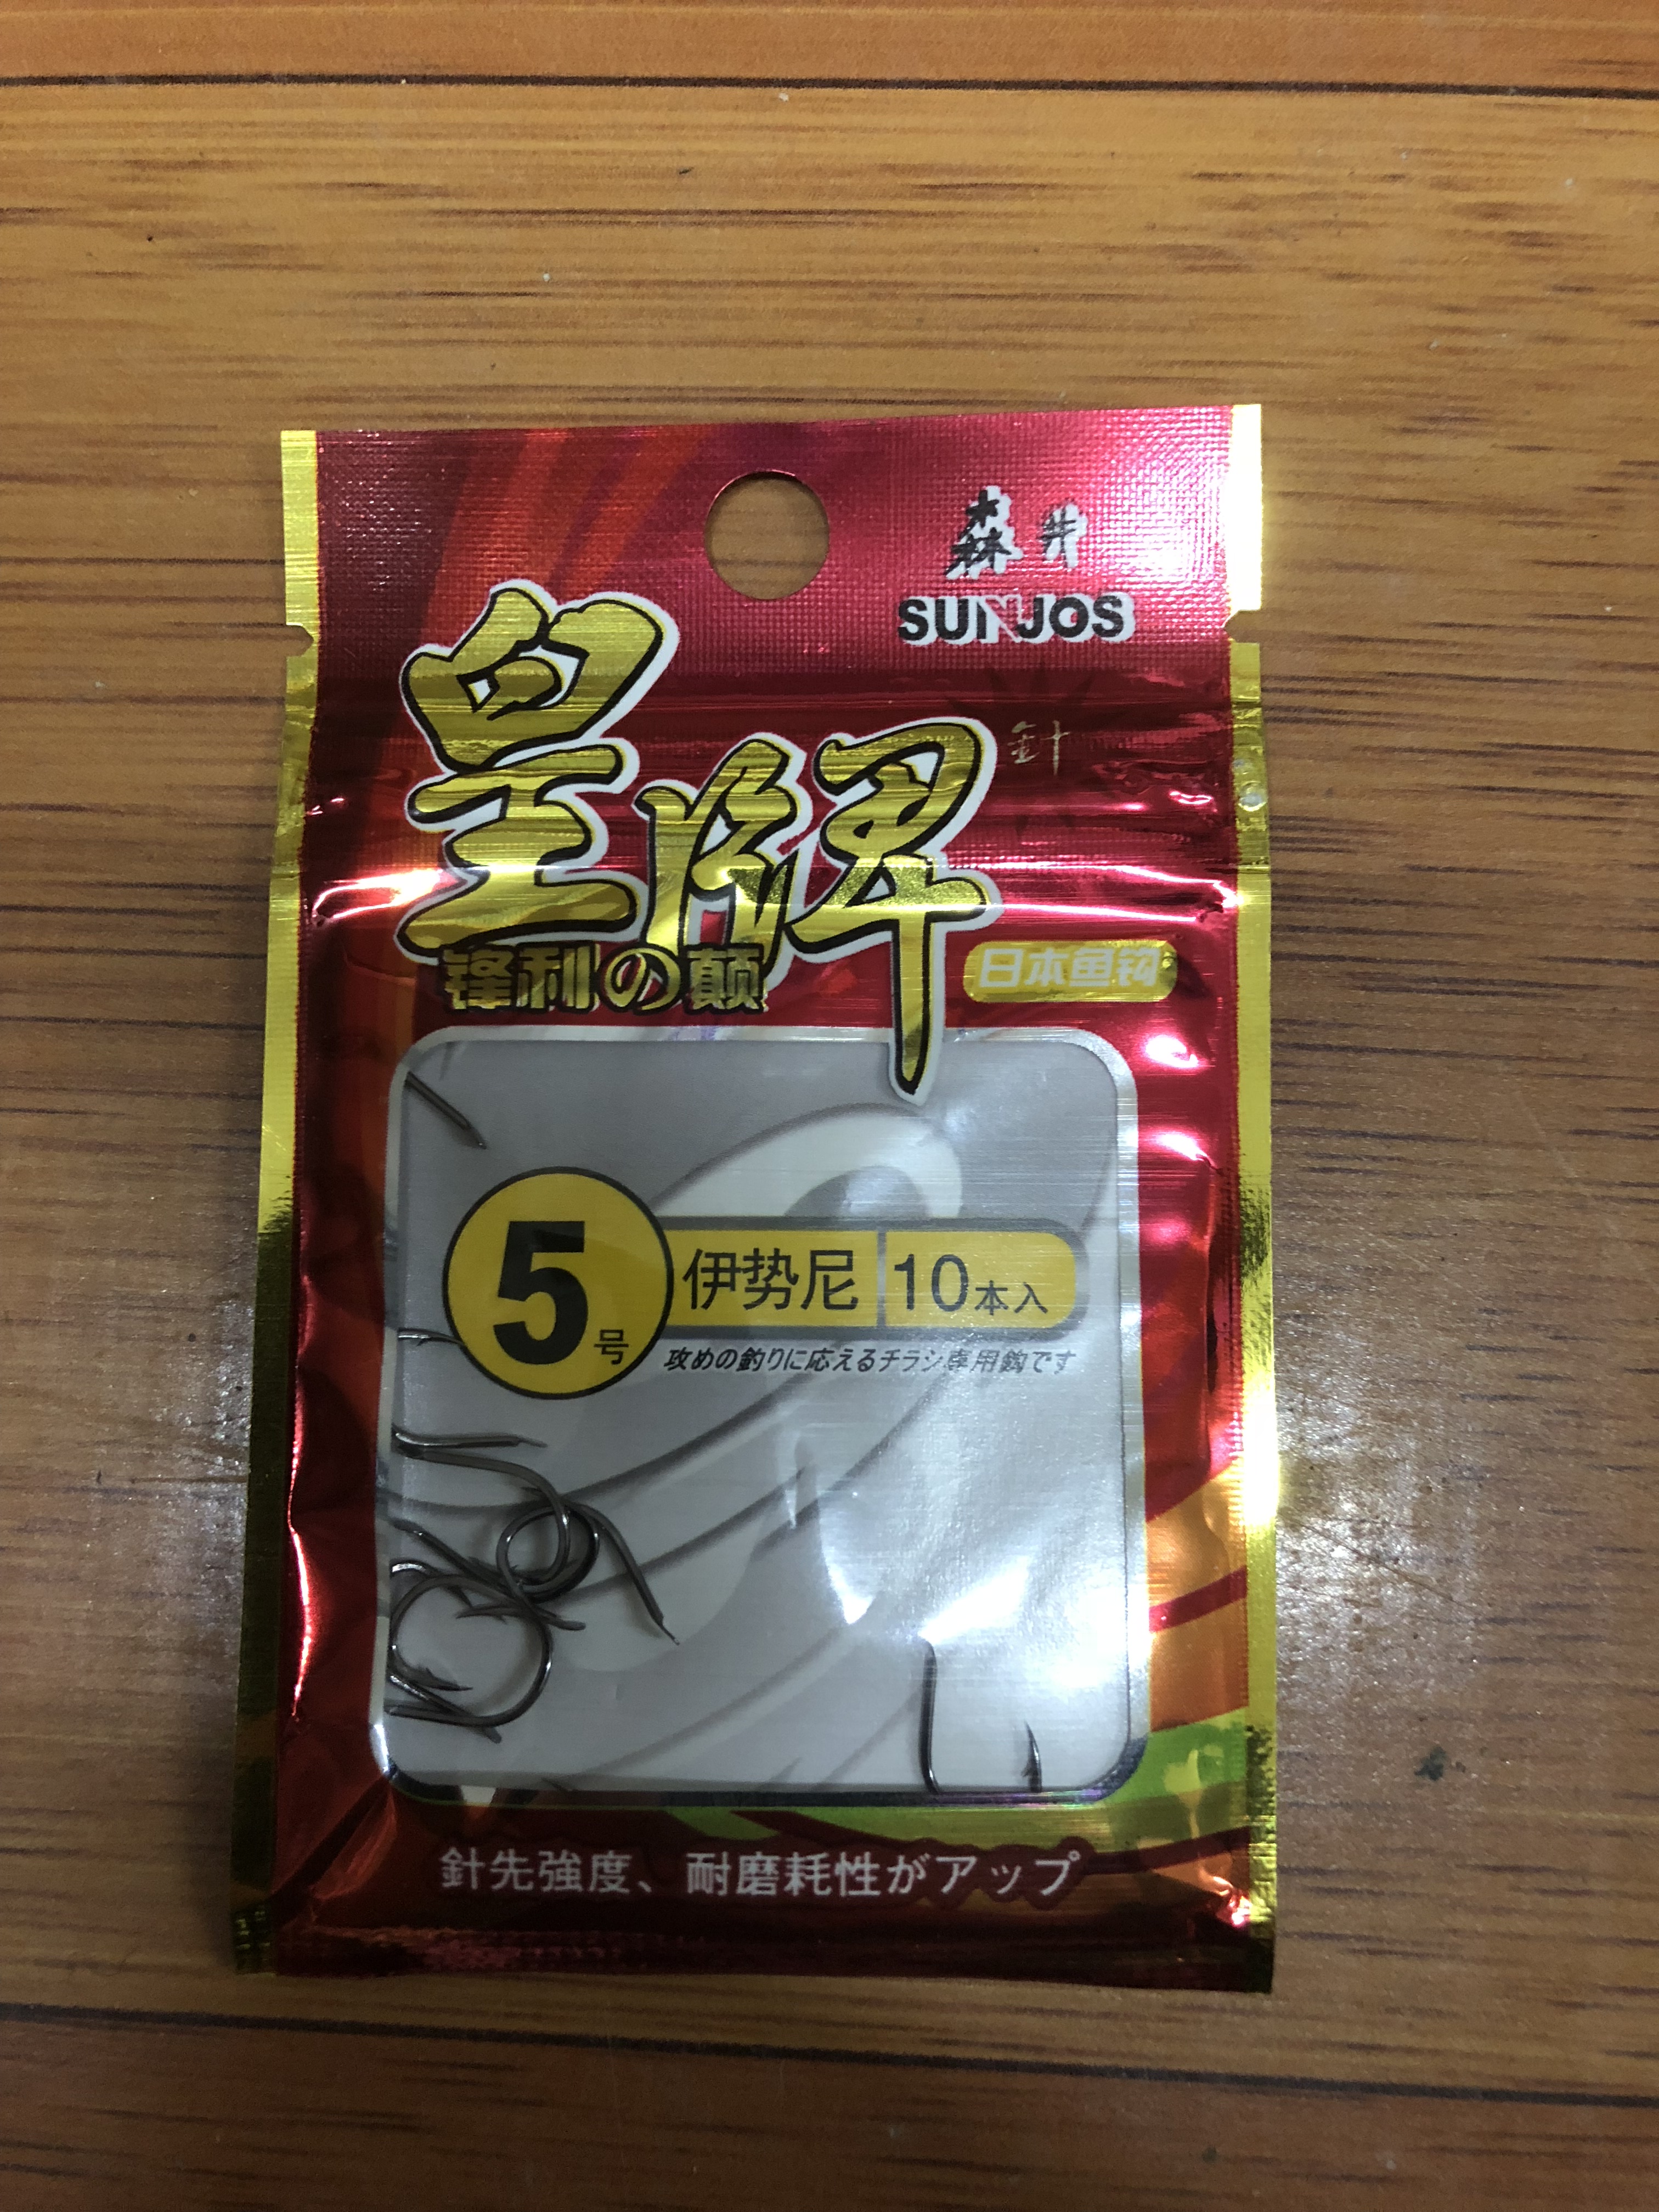 森井
SUNJOS
皇牌
針
锋利の颠
日本鱼钩
5号
伊势尼 10本入
攻めの釣りに応えるチラシ専用鈎です
針先強度、耐磨耗性がアップ